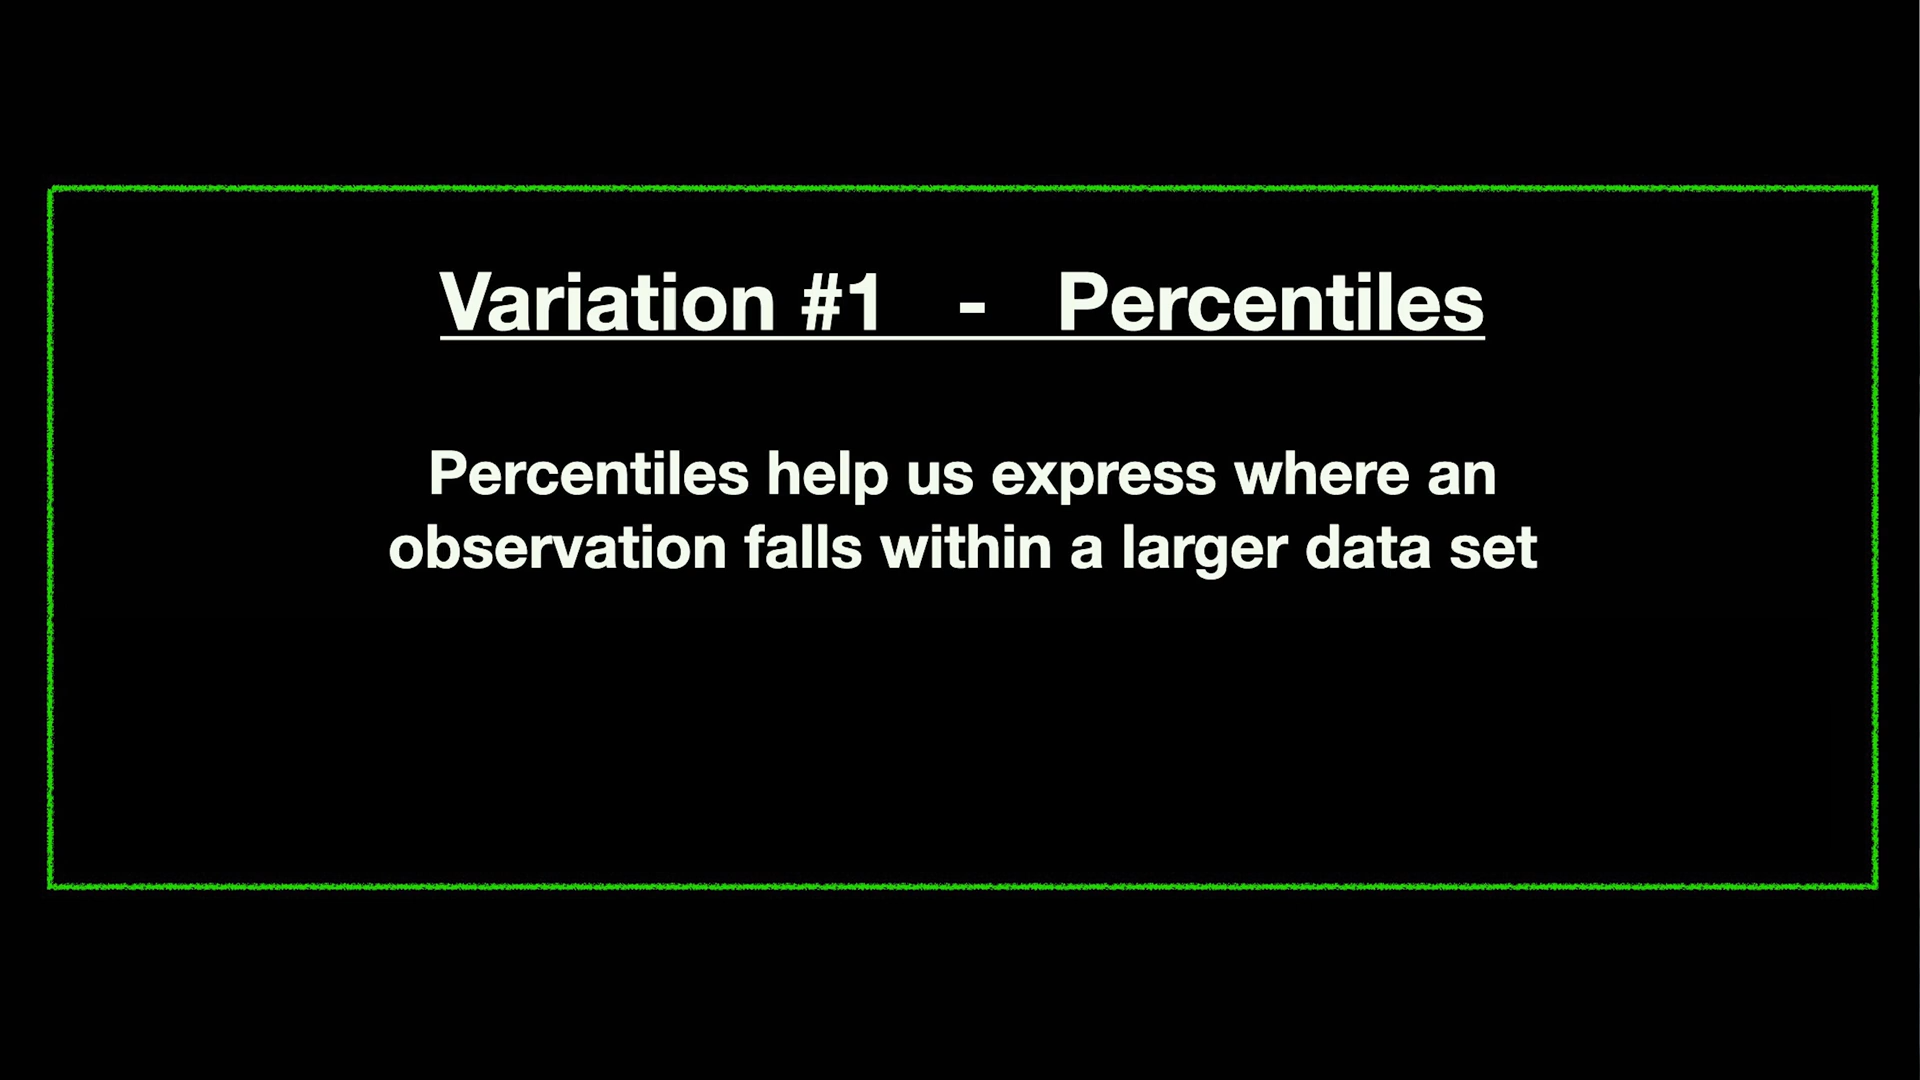 Variation #1 - Percentiles
Percentiles help us express where an
observation falls within a larger data set